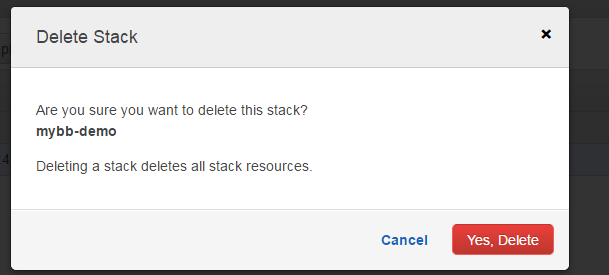 Delete Stack
Are you sure you want to delete this stack?
mybb-demo
Deleting a stack deletes all stack resources.
Cancel
Yes, Delete